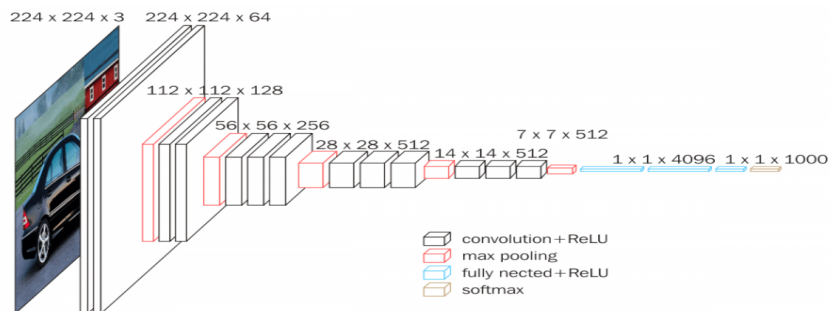 224 x 224 x 3
224 x 224 x 64
112 x 112 x 128
56 x 56 x 256
28 x 28 x 512
14 x 14 x 512
7 x 7 x 512
1 x 1 x 4096
1 x 1 x 1000
convolution+ReLU
max pooling
fully nected+ReLU
softmax